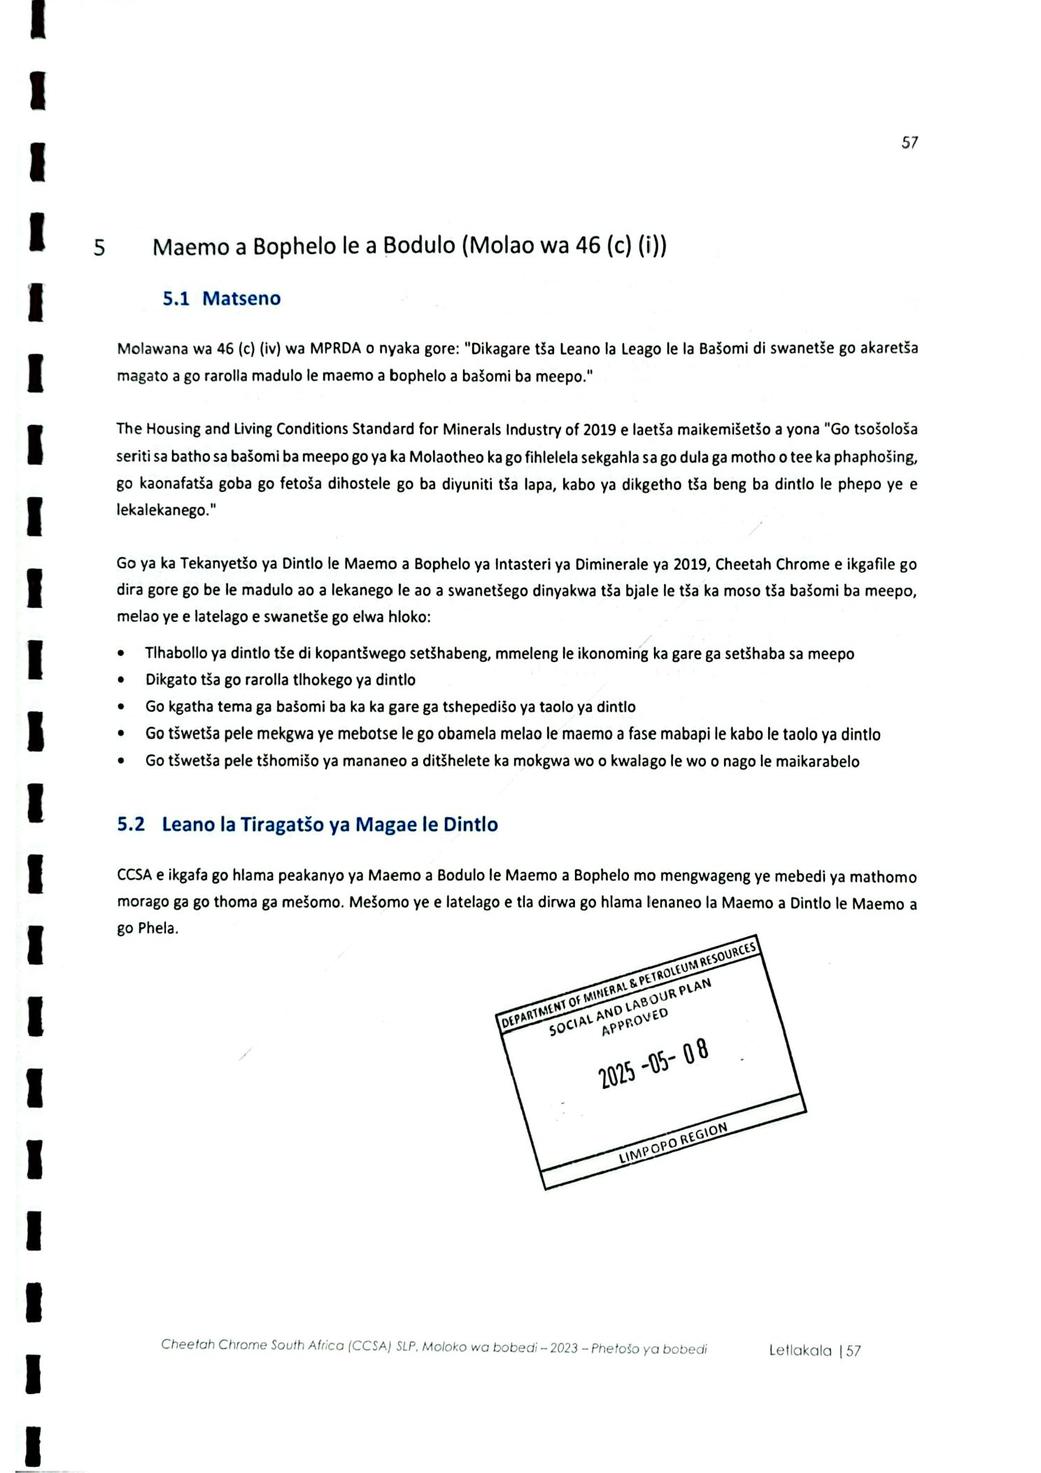 57
5 Maemo a Bophelo le a Bodulo (Molao wa 46 (c) (i))
5.1 Matseno
Molawana wa 46 (c) (iv) wa MPRDA o nyaka gore: "Dikagare tša Leano la Leago le la Bašomi di swanetše go akaretša
magato a go rarolla madulo le maemo a bophelo a bašomi ba meepo."
The Housing and Living Conditions Standard for Minerals Industry of 2019 e laetša maikemišetšo a yona "Go tsošološa
seriti sa batho sa bašomi ba meepo go ya ka Molaotheo ka go fihlelela sekgahla sa go dula ga motho o tee ka phaphošing,
go kaonafatša goba go fetoša dihostele go ba diyuniti tša lapa, kabo ya dikgetho tša beng ba dintlo le phepo ye e
lekalekanego."
Go ya ka Tekanyetšo ya Dintlo le Maemo a Bophelo ya Intasteri ya Diminerale ya 2019, Cheetah Chrome e ikgafile go
dira gore go be le madulo ao a lekanego le ao a swanetšego dinyakwa tša bjale le tša ka moso tša bašomi ba meepo,
melao ye e latelago e swanetše go elwa hloko:
• Tlhabollo ya dintlo tše di kopantšwego setšhabeng, mmeleng le ikonoming ka gare ga setšhaba sa meepo
• Dikgato tša go rarolla tlhokego ya dintlo
• Go kgatha tema ga bašomi ba ka ka gare ga tshepedišo ya taolo ya dintlo
• Go tšwetša pele mekgwa ye mebotse le go obamela melao le maemo a fase mabapi le kabo le taolo ya dintlo
• Go tšwetša pele tšhomišo ya mananeo a ditšhelete ka mokgwa wo o kwalago le wo o nago le maikarabelo
5.2 Leano la Tiragatšo ya Magae le Dintlo
CCSA e ikgafa go hlama peakanyo ya Maemo a Bodulo le Maemo a Bophelo mo mengwageng ye mebedi ya mathomo
morago ga go thoma ga mešomo. Mešomo ye e latelago e tla dirwa go hlama lenaneo la Maemo a Dintlo le Maemo a
go Phela.
DEPARTMENT OF MINERAL & PETROLEUM RESOURCES
SOCIAL AND LABOUR PLAN
APPROVED
2025 -05- 08
LIMPOPO REGION
Cheetah Chrome South Africa (CCSA) SLP, Moloko wa bobedi – 2023 – Phetošo ya bobedi Letlakala | 57